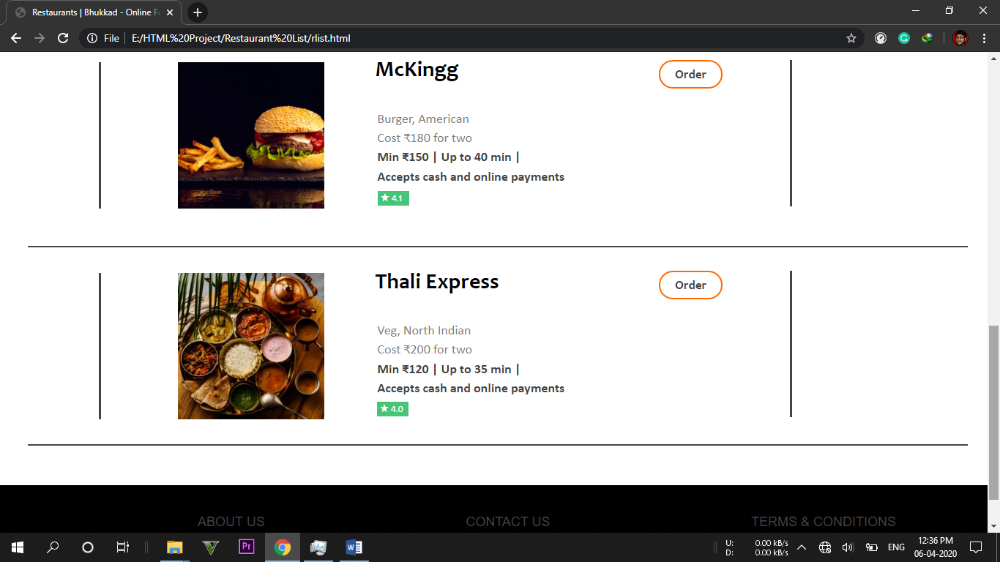 Restaurants | Bhukkad - Online Fo
File
E:/HTML%20Project/Restaurant%20List/rlist.html
McKingg
Order
Burger, American
Cost ₹180 for two
Min ₹150 | Up to 40 min |
Accepts cash and online payments
★ 4.1
Thali Express
Order
Veg, North Indian
Cost ₹200 for two
Min ₹120 | Up to 35 min |
Accepts cash and online payments
★ 4.0
ABOUT US
CONTACT US
TERMS & CONDITIONS
V
Pr
W
U: 0.00 kB/s
D: 0.00 kB/s
ENG
12:36 PM
06-04-2020